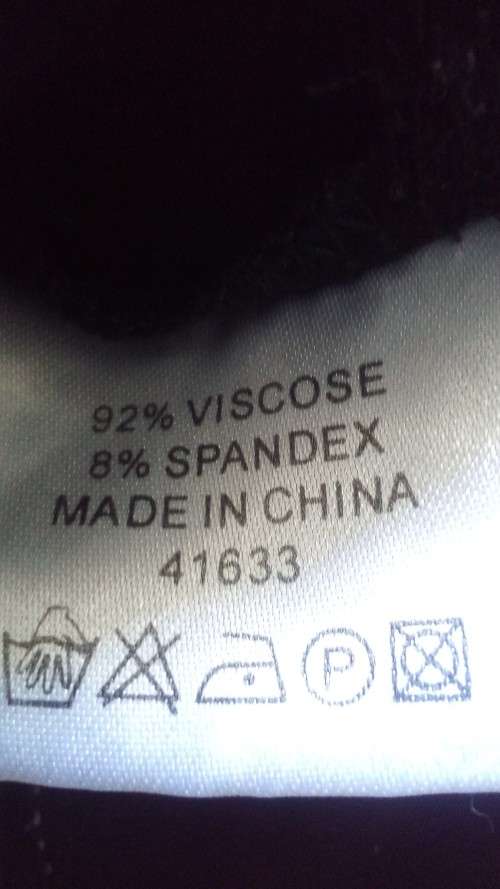 92% VISCOSE
8% SPANDEX
MADE IN CHINA
41633
P